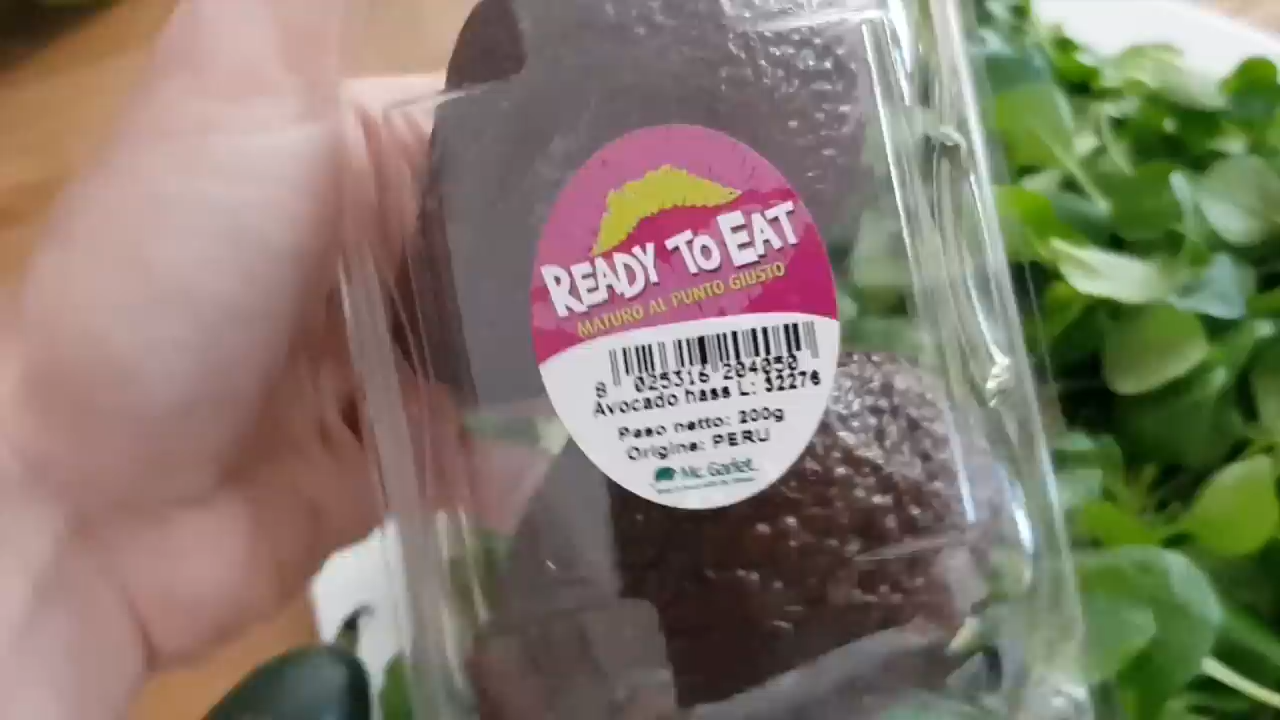 READY TO EAT
MATURO AL PUNTO GIUSTO
8 025316 204050
Avocado hass L: 32276
Peso netto: 200g
Origine: PERU
Mc Garlet